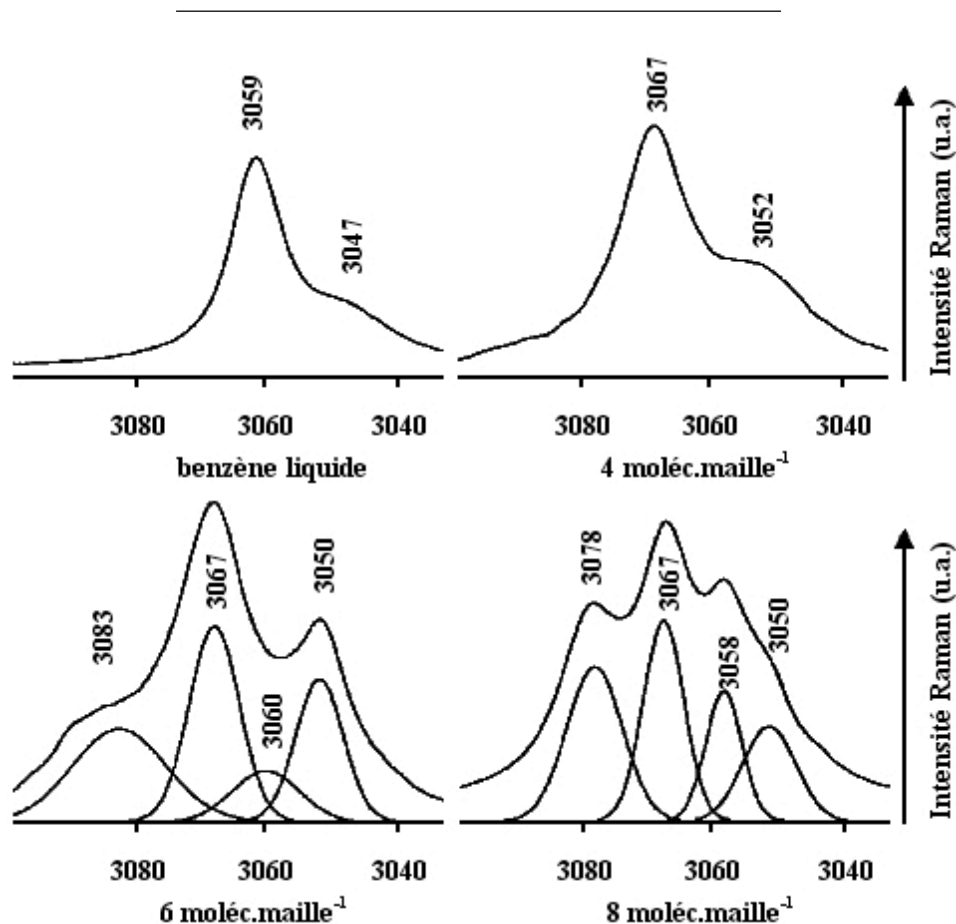 3059
3047
3067
3052
Intensité Raman (u.a.)
3080 3060 3040
benzène liquide
3080 3060 3040
4 moléc.maille⁻¹
3083
3067
3060
3050
3078
3067
3058
3050
Intensité Raman (u.a.)
3080 3060 3040
6 moléc.maille⁻¹
3080 3060 3040
8 moléc.maille⁻¹